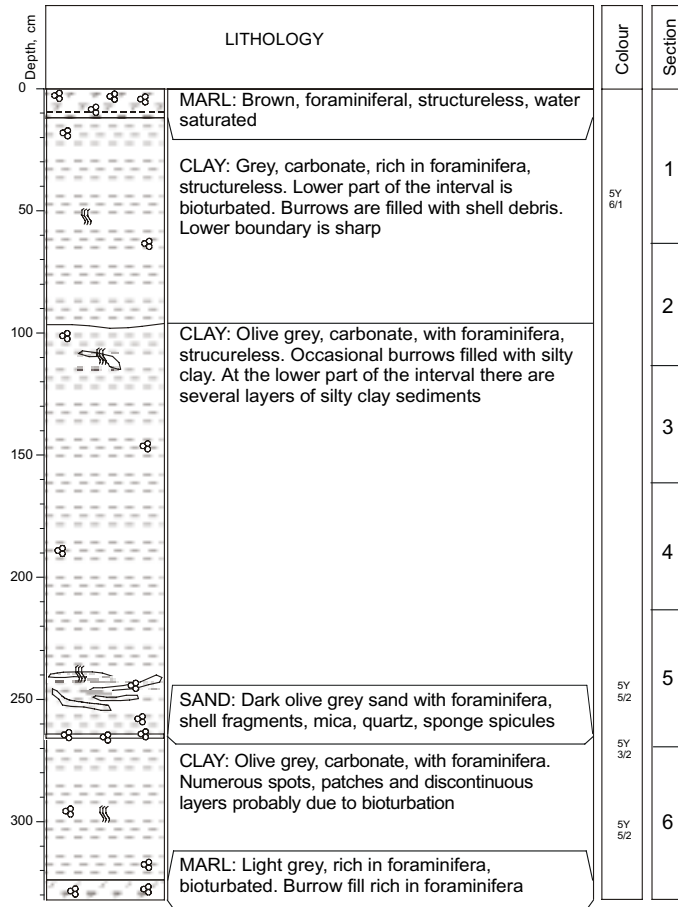 Depth, cm
LITHOLOGY
Colour
Section
0
50
100
150
200
250
300
MARL: Brown, foraminiferal, structureless, water
saturated
CLAY: Grey, carbonate, rich in foraminifera,
structureless. Lower part of the interval is
bioturbated. Burrows are filled with shell debris.
Lower boundary is sharp
CLAY: Olive grey, carbonate, with foraminifera,
strucureless. Occasional burrows filled with silty
clay. At the lower part of the interval there are
several layers of silty clay sediments
SAND: Dark olive grey sand with foraminifera,
shell fragments, mica, quartz, sponge spicules
CLAY: Olive grey, carbonate, with foraminifera.
Numerous spots, patches and discontinuous
layers probably due to bioturbation
MARL: Light grey, rich in foraminifera,
bioturbated. Burrow fill rich in foraminifera
5Y
6/1
5Y
5/2
5Y
3/2
5Y
5/2
1
2
3
4
5
6